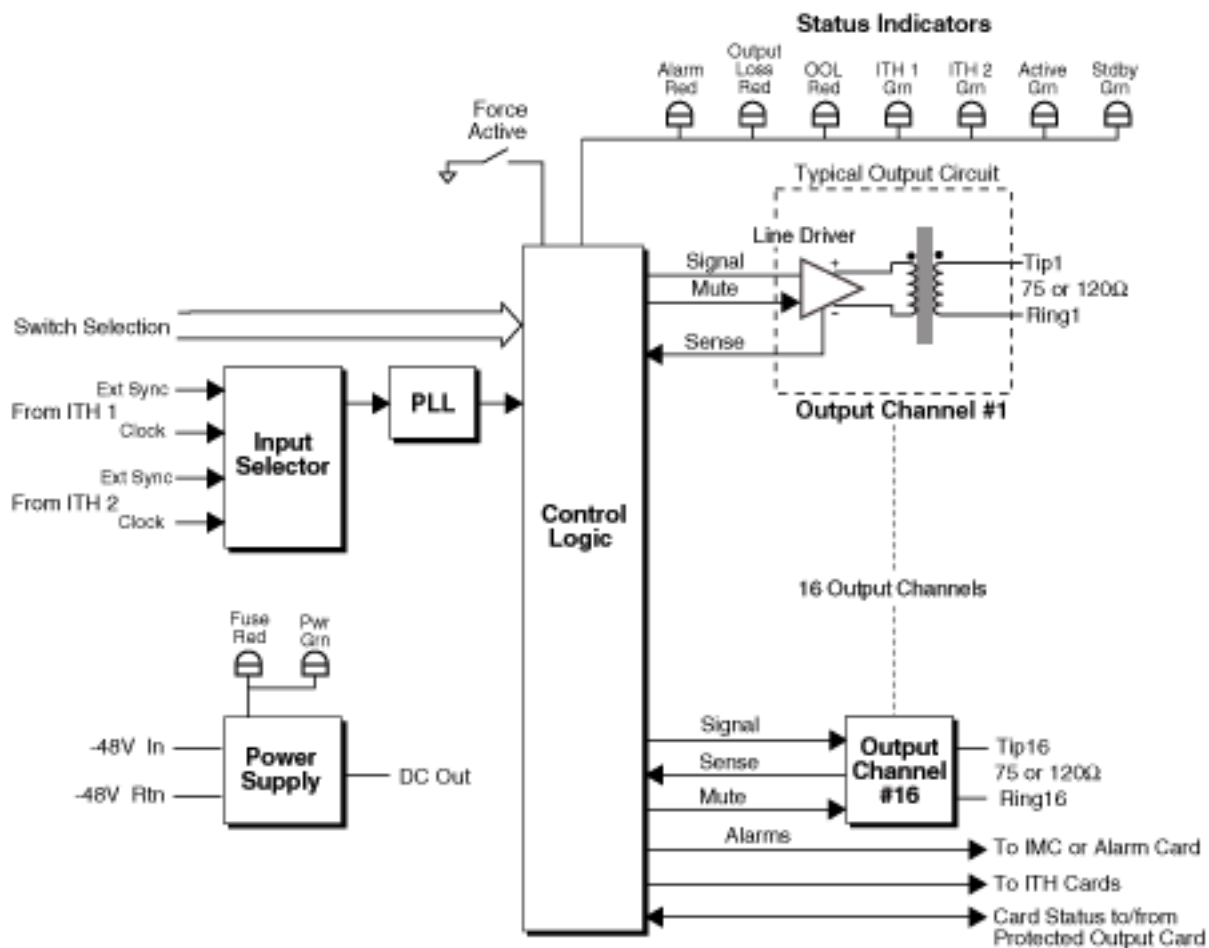 Status Indicators
Alarm
Red
Output
Loss
Red
OOL
Red
ITH 1
Grn
ITH 2
Grn
Active
Grn
Stdby
Grn
Force
Active
Typical Output Circuit
Line Driver
Signal
+
Mute
-
Sense
Tip1
75 or 120Ω
Ring1
Output Channel #1
Switch Selection
Ext Sync
From ITH 1
Clock
Ext Sync
From ITH 2
Clock
Input
Selector
PLL
Control
Logic
16 Output Channels
Fuse
Red
Pwr
Grn
-48V In
-48V Rtn
Power
Supply
DC Out
Signal
Sense
Mute
Output
Channel
#16
Tip16
75 or 120Ω
Ring16
Alarms
To IMC or Alarm Card
To ITH Cards
Card Status to/from
Protected Output Card